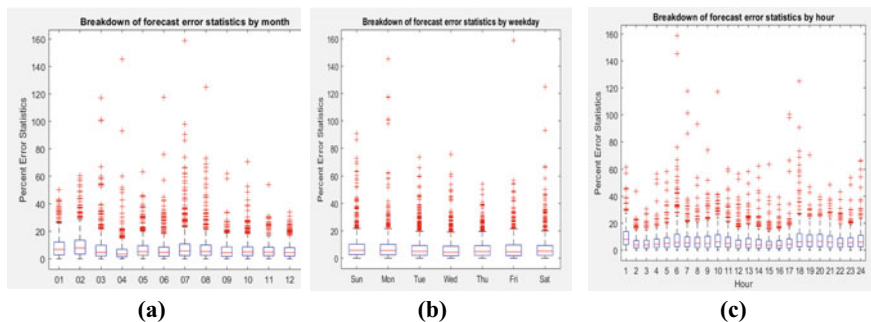 Breakdown of forecast error statistics by month
160
140
120
100
80
60
40
20
0
Percent Error Statistics
01 02 03 04 05 06 07 08 09 10 11 12
(a)
Breakdown of forecast error statistics by weekday
160
140
120
100
80
60
40
20
0
Percent Error Statistics
Sun Mon Tue Wed Thu Fri Sat
(b)
Breakdown of forecast error statistics by hour
160
140
120
100
80
60
40
20
0
Percent Error Statistics
1 2 3 4 5 6 7 8 9 10 11 12 13 14 15 16 17 18 19 20 21 22 23 24
Hour
(c)